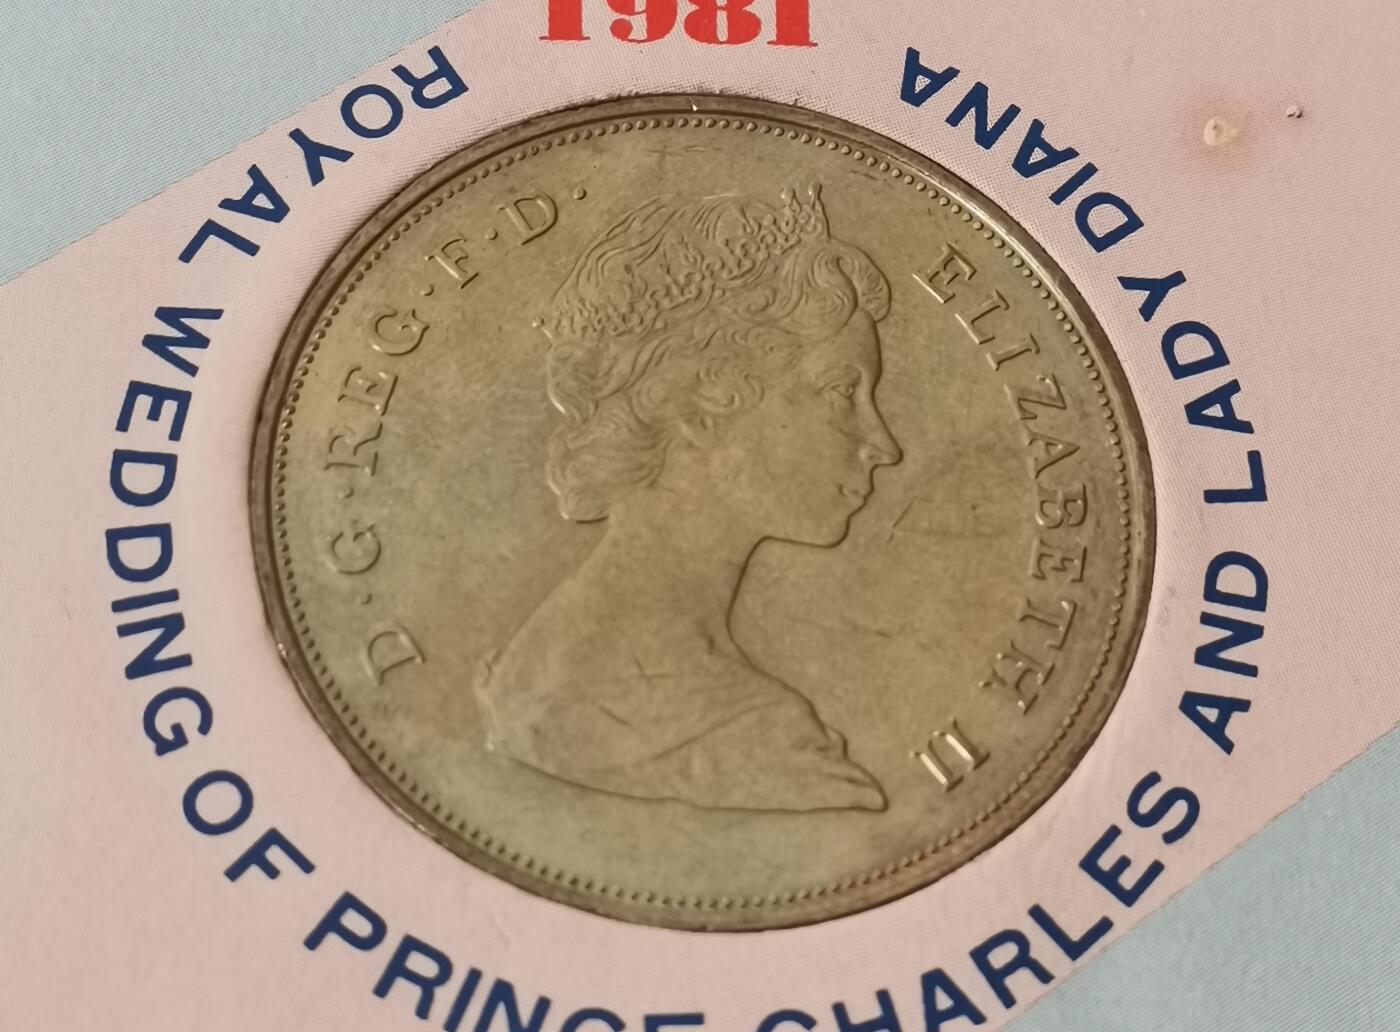 1981
ROYAL WEDDING OF PRINCE CHARLES AND LADY DIANA
D·G·REG·F·D· ELIZABETH II